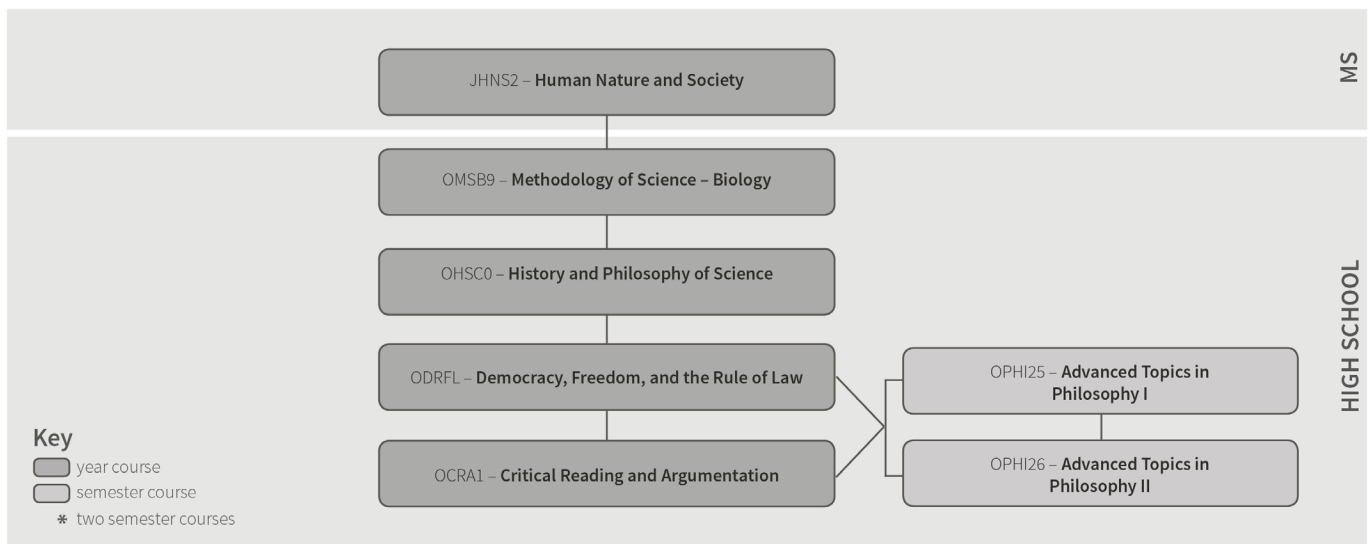 MS
JHNS2 – Human Nature and Society
HIGH SCHOOL
OMSB9 – Methodology of Science – Biology
OHSC0 – History and Philosophy of Science
ODRFL – Democracy, Freedom, and the Rule of Law
OPHI25 – Advanced Topics in
Philosophy I
OCRA1 – Critical Reading and Argumentation
OPHI26 – Advanced Topics in
Philosophy II
Key
year course
semester course
* two semester courses